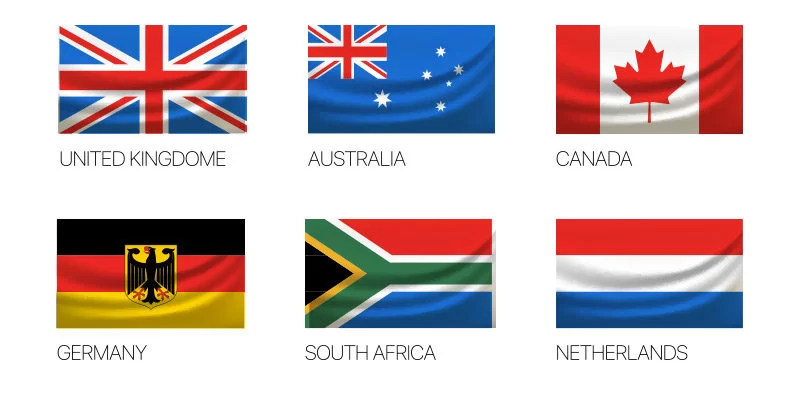 UNITED KINGDOME
AUSTRALIA
CANADA
GERMANY
SOUTH AFRICA
NETHERLANDS